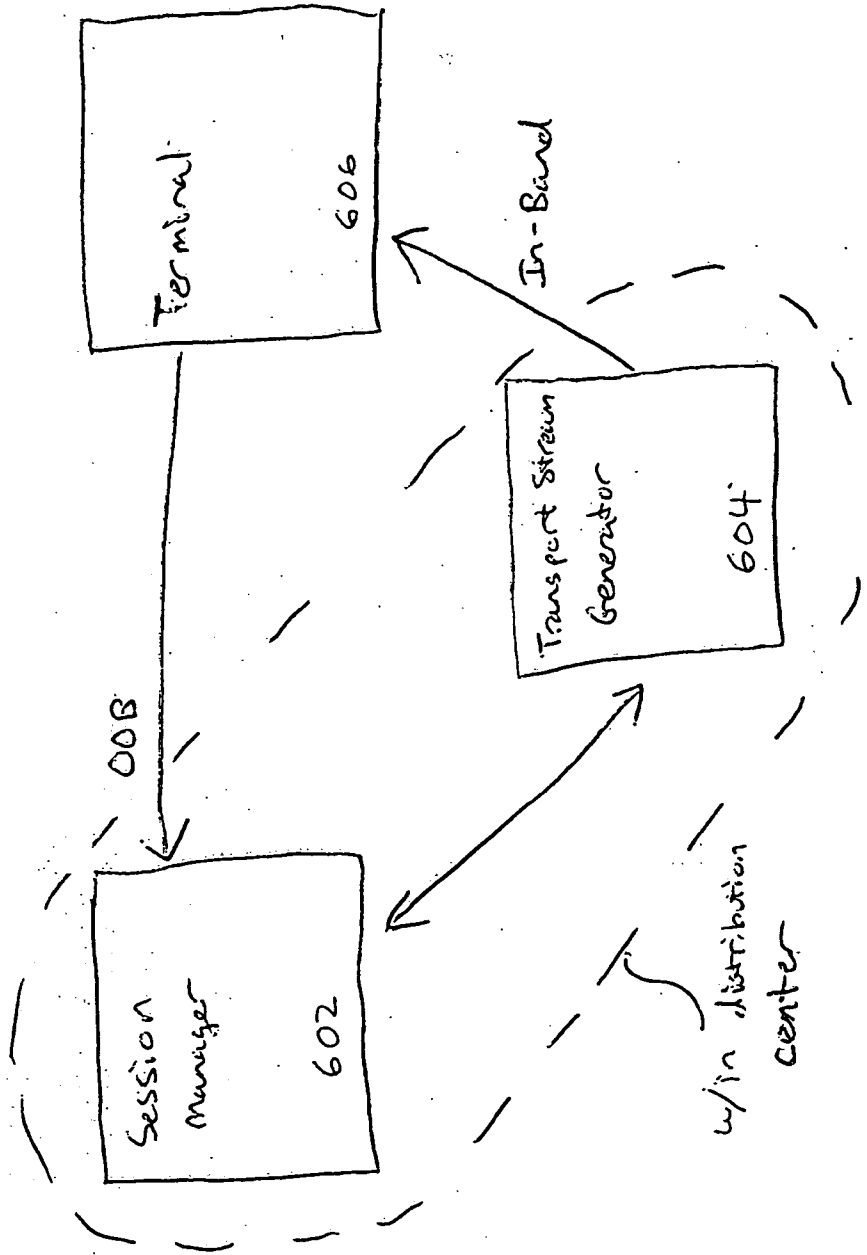 Session
Manager
602
OOB
Terminal
606
Transport Stream
Generator
604
In-Band
w/in distribution
center